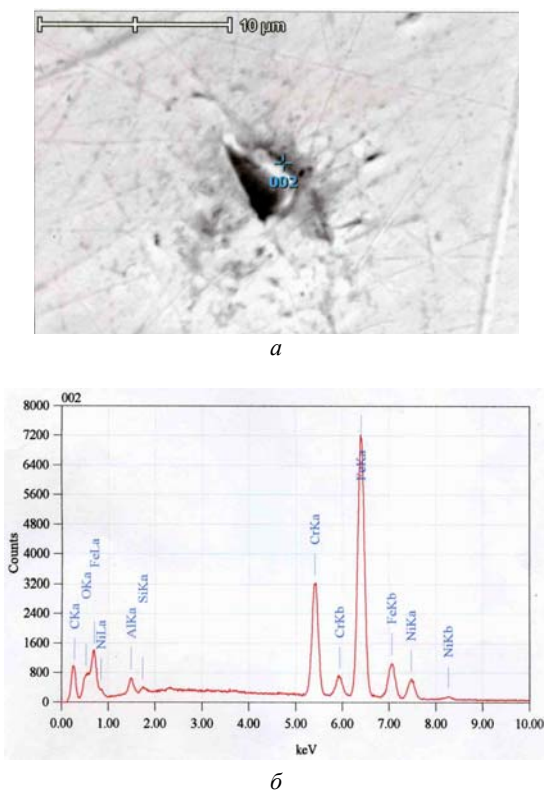 10 μm
002
а
002
8000
7200
6400
5600
4800
4000
3200
2400
1600
800
0
Counts
CKa
OKa
FeLa
NiLa
AlKa
SiKa
CrKa
CrKb
FeKa
FeKb
NiKa
NiKb
0.00 1.00 2.00 3.00 4.00 5.00 6.00 7.00 8.00 9.00 10.00
keV
б